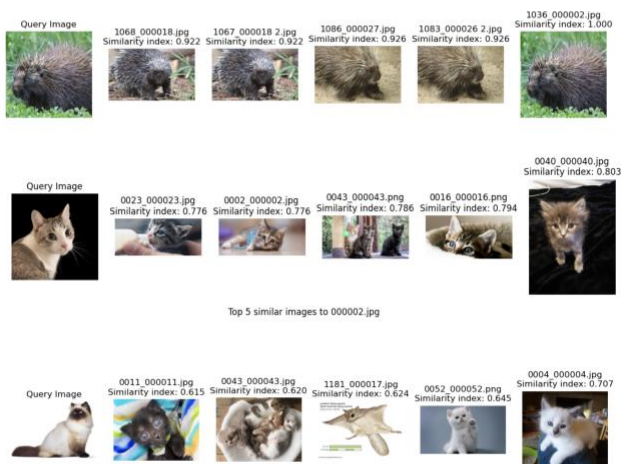 Query Image
1068_000018.jpg
Similarity index: 0.922
1067_000018 2.jpg
Similarity index: 0.922
1086_000027.jpg
Similarity index: 0.926
1083_000026 2.jpg
Similarity index: 0.926
1036_000002.jpg
Similarity index: 1.000
Query Image
0023_000023.jpg
Similarity index: 0.776
0002_000002.jpg
Similarity index: 0.776
0043_000043.png
Similarity index: 0.786
0016_000016.png
Similarity index: 0.794
0040_000040.jpg
Similarity index: 0.803
Top 5 similar images to 000002.jpg
Query Image
0011_000011.jpg
Similarity index: 0.615
0043_000043.jpg
Similarity index: 0.620
1181_000017.jpg
Similarity index: 0.624
0052_000052.png
Similarity index: 0.645
0004_000004.jpg
Similarity index: 0.707